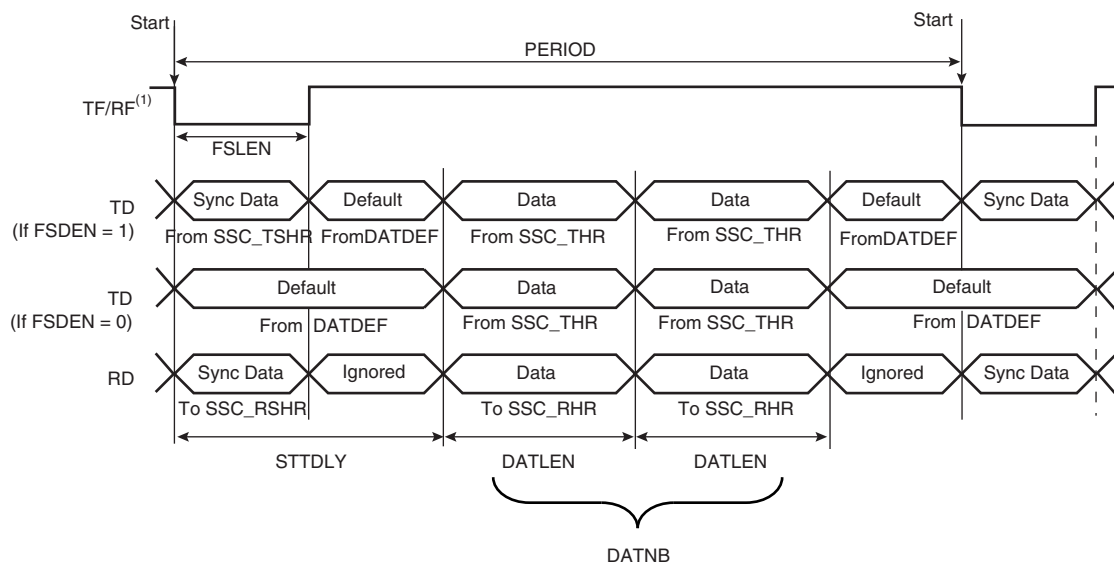 Start
Start
PERIOD
TF/RF(1)
FSLEN
TD
(If FSDEN = 1)
Sync Data
Default
Data
Data
Default
Sync Data
From SSC_TSHR
FromDATDEF
From SSC_THR
From SSC_THR
FromDATDEF
TD
(If FSDEN = 0)
Default
Data
Data
Default
From DATDEF
From SSC_THR
From SSC_THR
From DATDEF
RD
Sync Data
Ignored
Data
Data
Ignored
Sync Data
To SSC_RSHR
To SSC_RHR
To SSC_RHR
STTDLY
DATLEN
DATLEN
DATNB